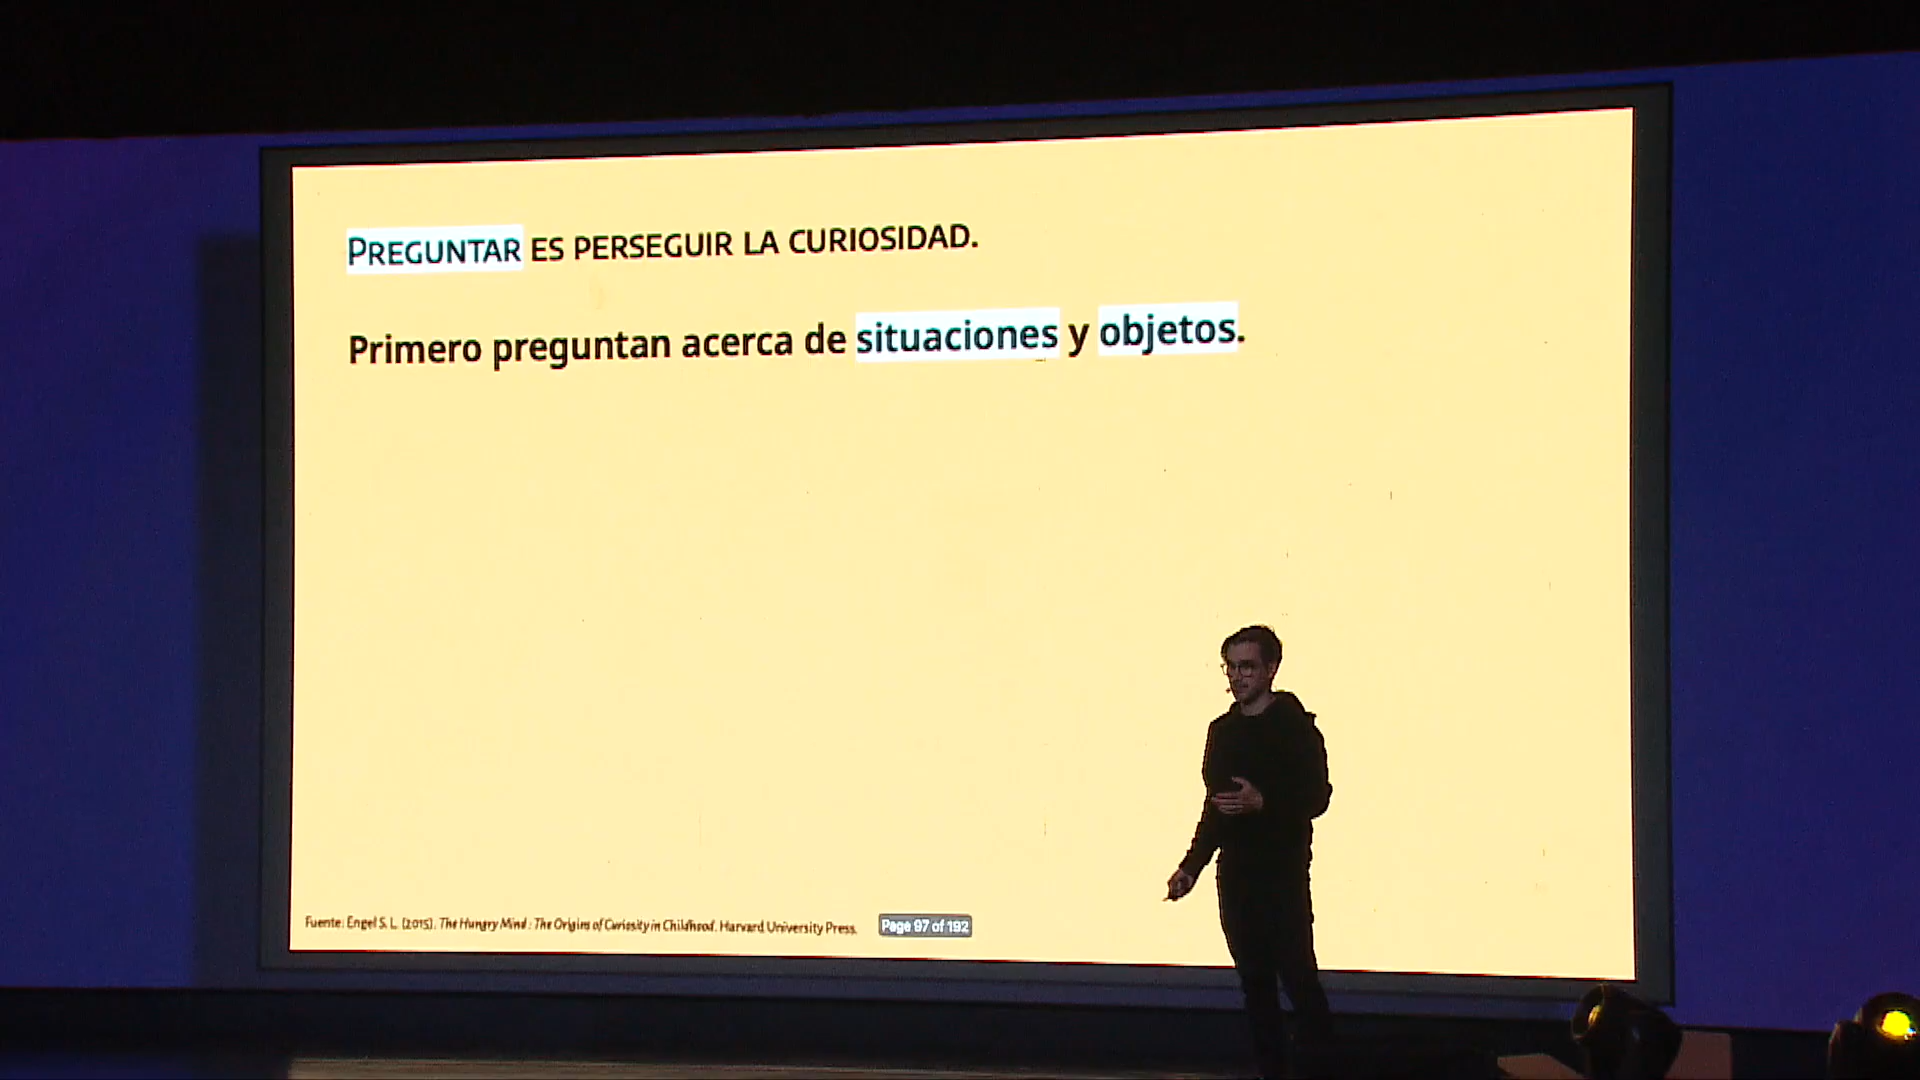 PREGUNTAR ES PERSEGUIR LA CURIOSIDAD.
Primero preguntan acerca de situaciones y objetos.
Fuente: Engel S. L. (2015). The Hungry Mind : The Origins of Curiosity in Childhood. Harvard University Press.
Page 97 of 192